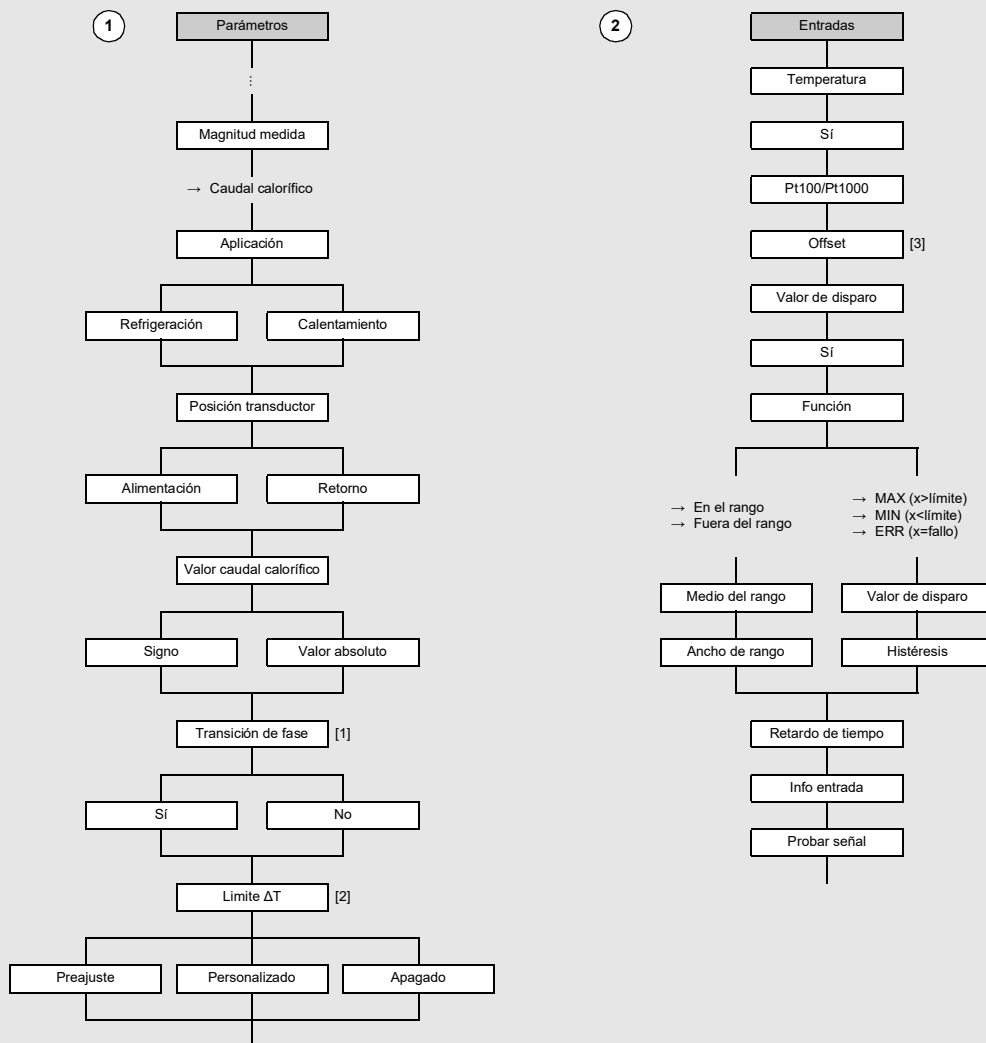 1
Parámetros
⋮
Magnitud medida
→ Caudal calorífico
Aplicación
Refrigeración
Calentamiento
Posición transductor
Alimentación
Retorno
Valor caudal calorífico
Signo
Valor absoluto
Transición de fase [1]
Sí
No
Limite ΔT [2]
Preajuste
Personalizado
Apagado
2
Entradas
Temperatura
Sí
Pt100/Pt1000
Offset [3]
Valor de disparo
Sí
Función
→ En el rango
→ Fuera del rango
→ MAX (x>límite)
→ MIN (x<límite)
→ ERR (x=fallo)
Medio del rango
Valor de disparo
Ancho de rango
Histéresis
Retardo de tiempo
Info entrada
Probar señal